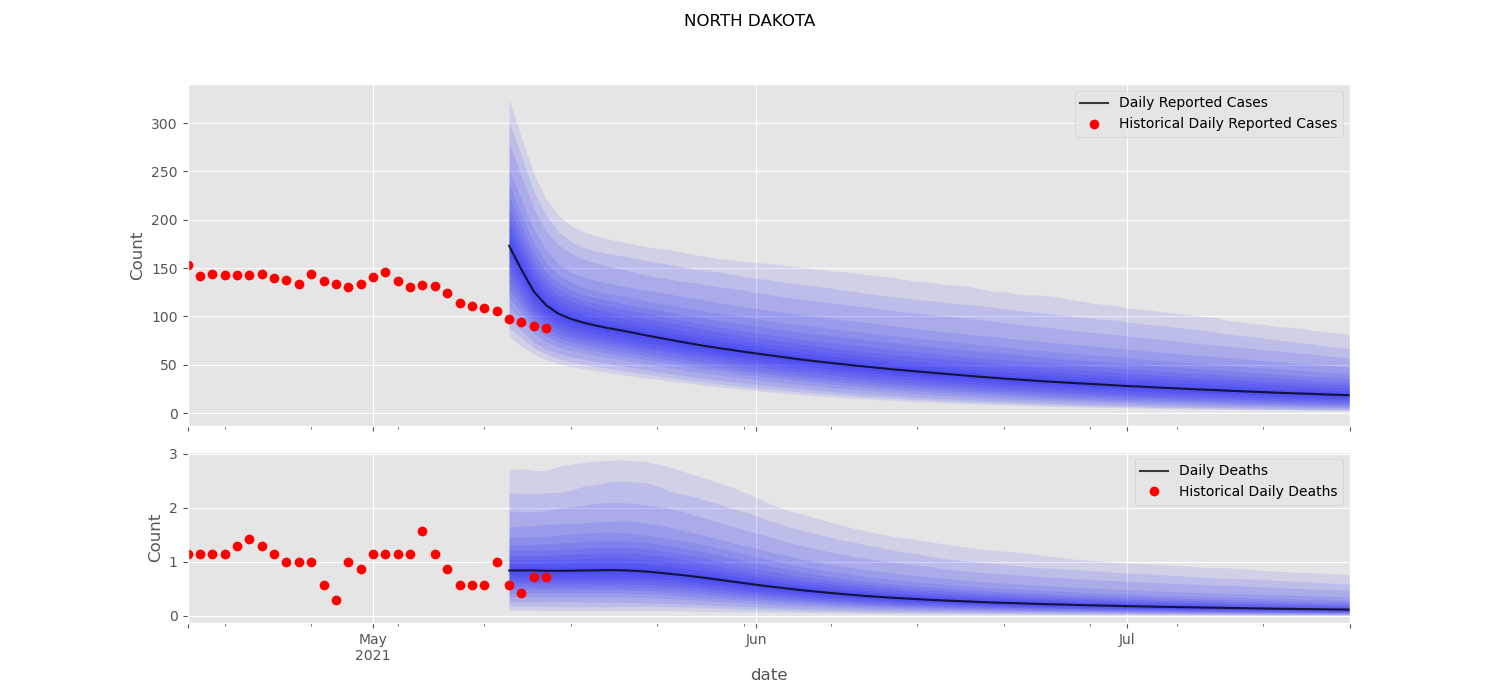 NORTH DAKOTA
Daily Reported Cases
Historical Daily Reported Cases
300
250
200
150
100
50
0
Count
Daily Deaths
Historical Daily Deaths
3
2
1
0
Count
May
2021
Jun
Jul
date